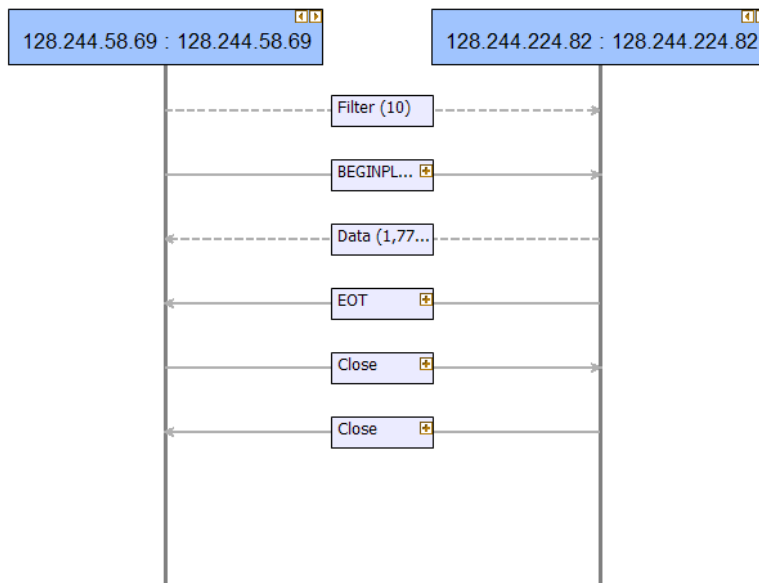 128.244.58.69 : 128.244.58.69
128.244.224.82 : 128.244.224.82
Filter (10)
BEGINPL...
Data (1,77...
EOT
Close
Close